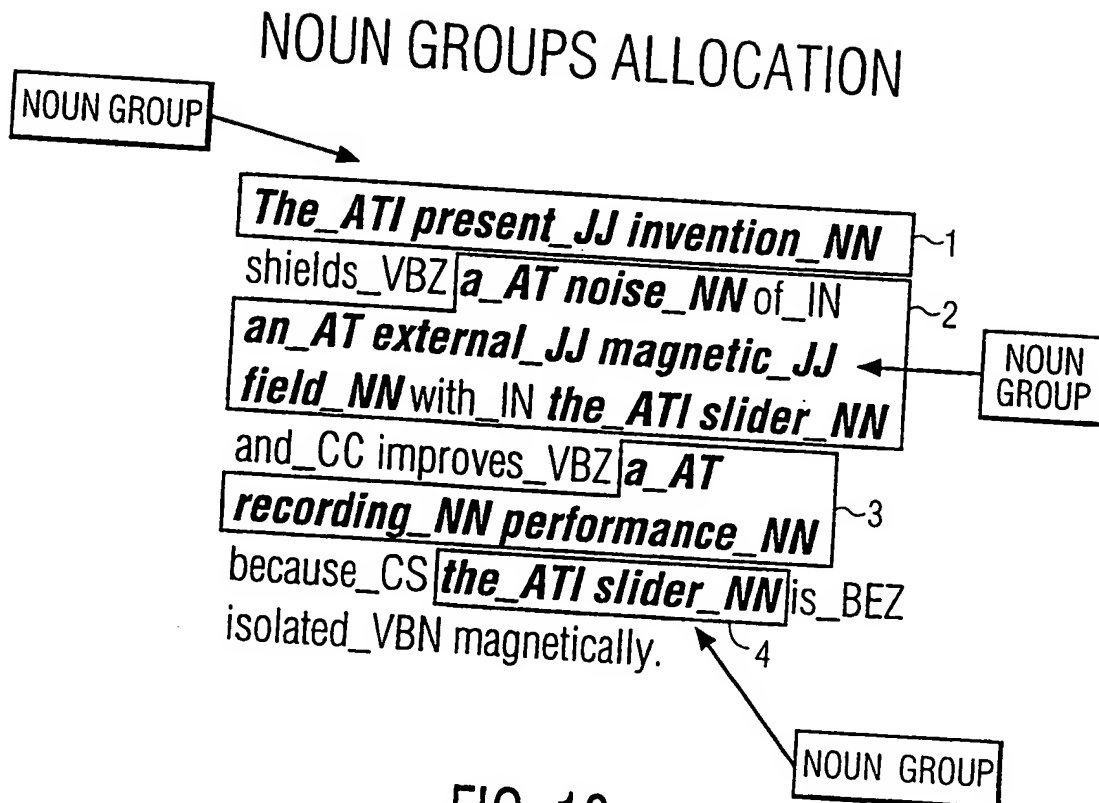 NOUN GROUPS ALLOCATION
NOUN GROUP
The_ATI present_JJ invention_NN
1
shields_VBZ a_AT noise_NN of_IN
2
an_AT external_JJ magnetic_JJ
NOUN
GROUP
field_NN with_IN the_ATI slider_NN
and_CC improves_VBZ a_AT
3
recording_NN performance_NN
because_CS the_ATI slider_NN is_BEZ
4
isolated_VBN magnetically.
NOUN GROUP